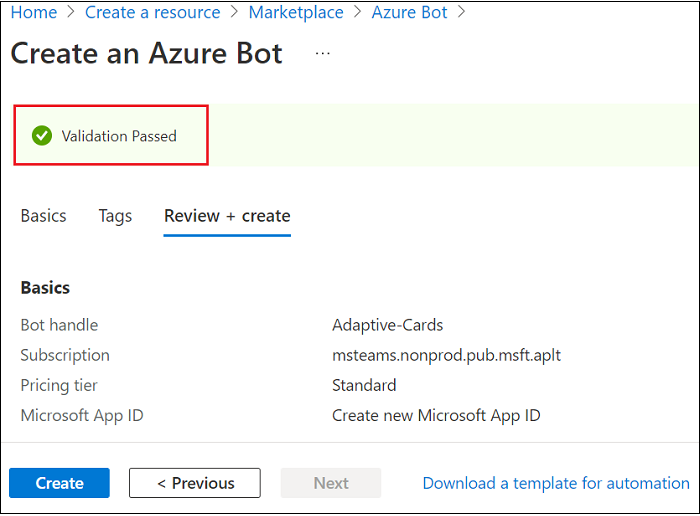 Home > Create a resource > Marketplace > Azure Bot >
Create an Azure Bot ...
Validation Passed
Basics Tags Review + create
Basics
Bot handle Adaptive-Cards
Subscription msteams.nonprod.pub.msft.aplt
Pricing tier Standard
Microsoft App ID Create new Microsoft App ID
Create < Previous Next Download a template for automation